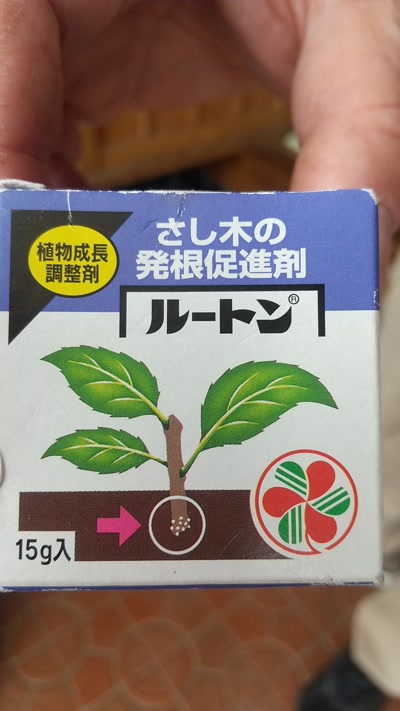 植物成長
調整剤
さし木の
発根促進剤
ルートン®
15g入